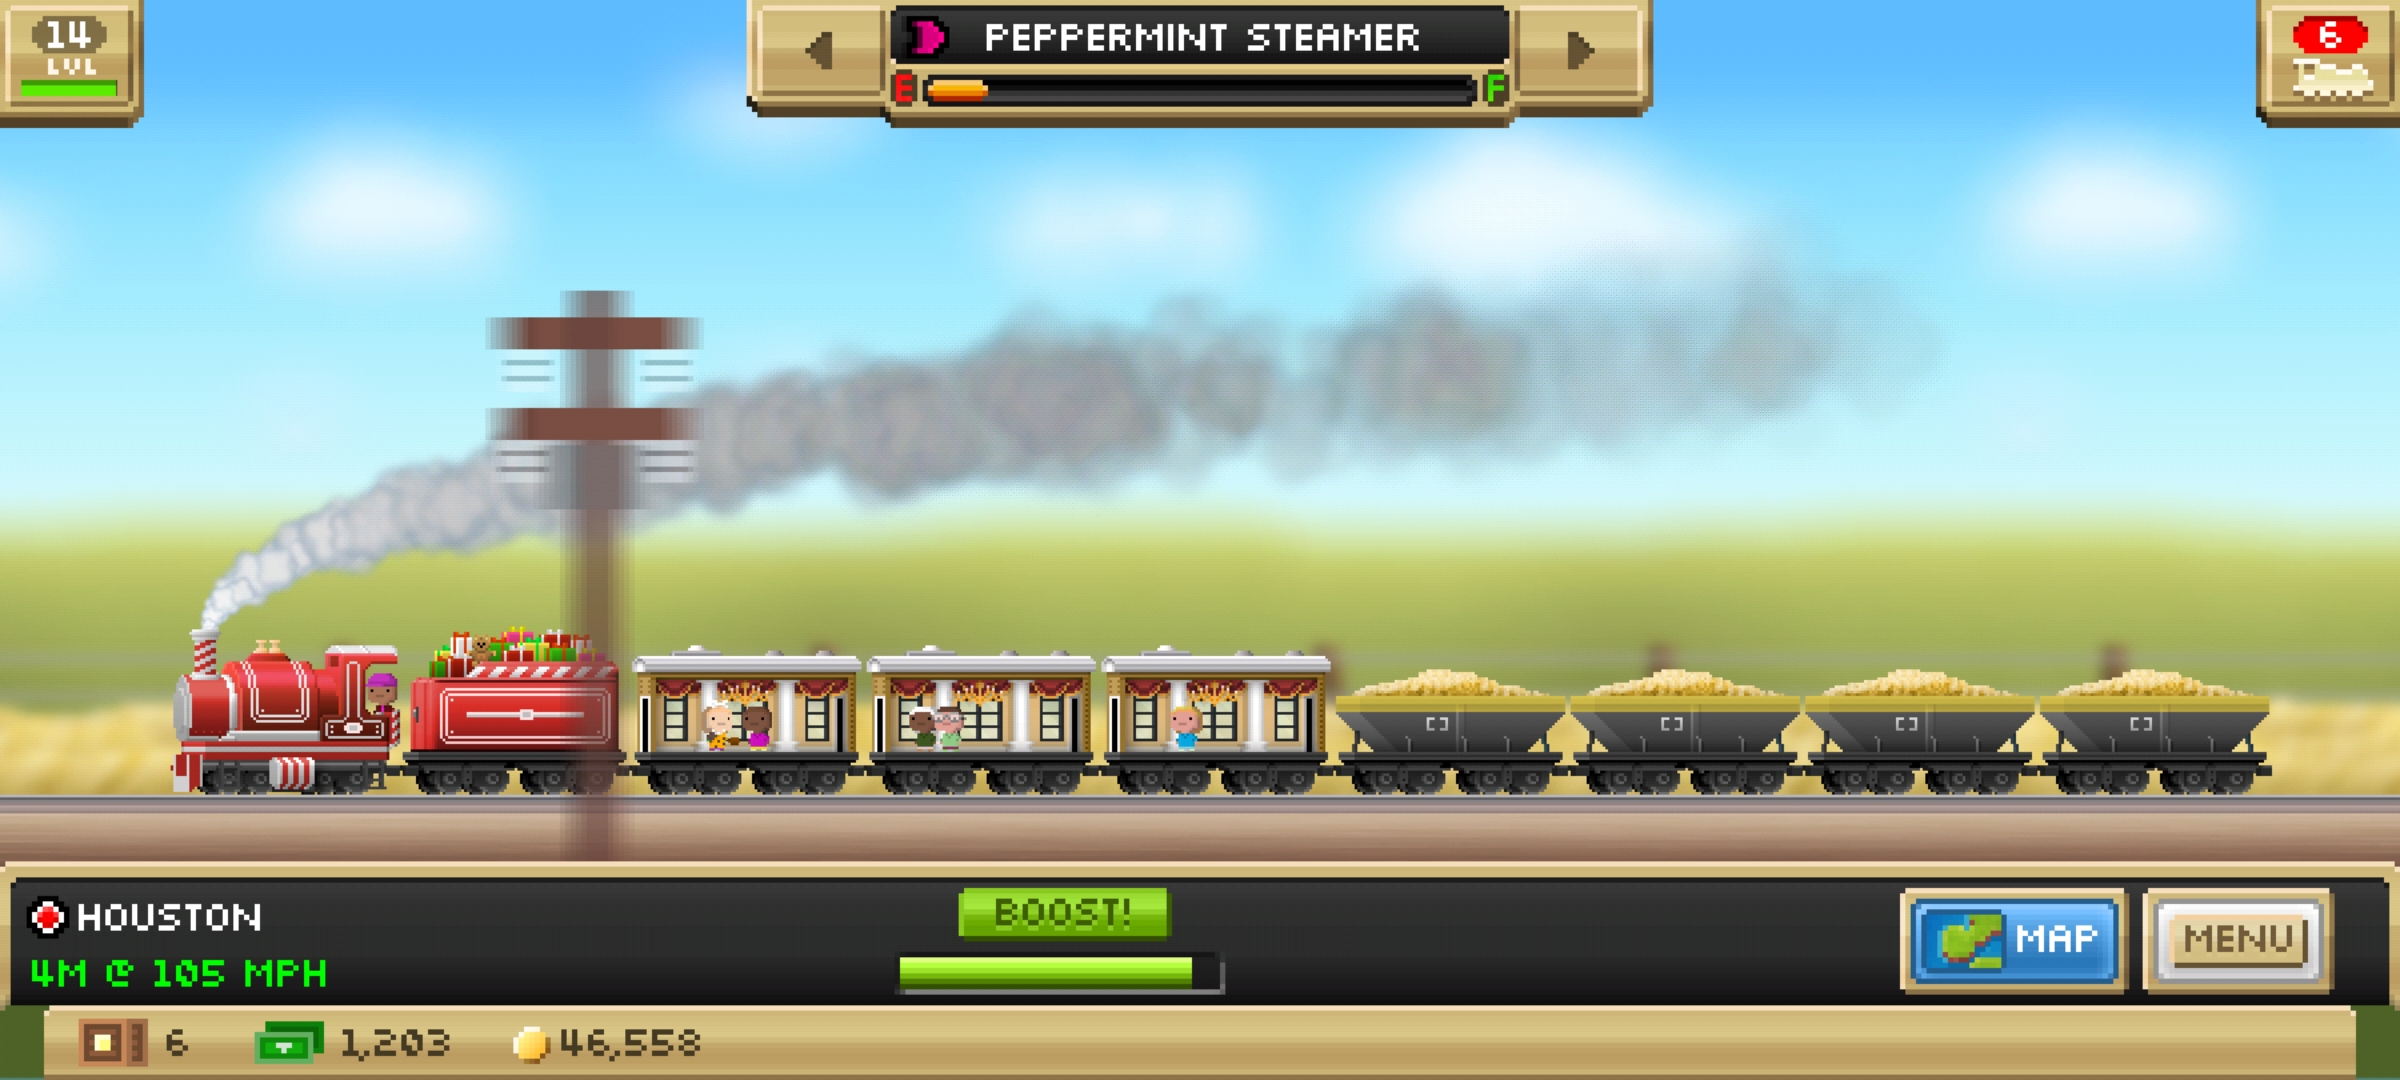 14
LVL
PEPPERMINT STEAMER
E F
6
HOUSTON
4M @ 105 MPH
BOOST!
MAP
MENU
6 1,203 46,558